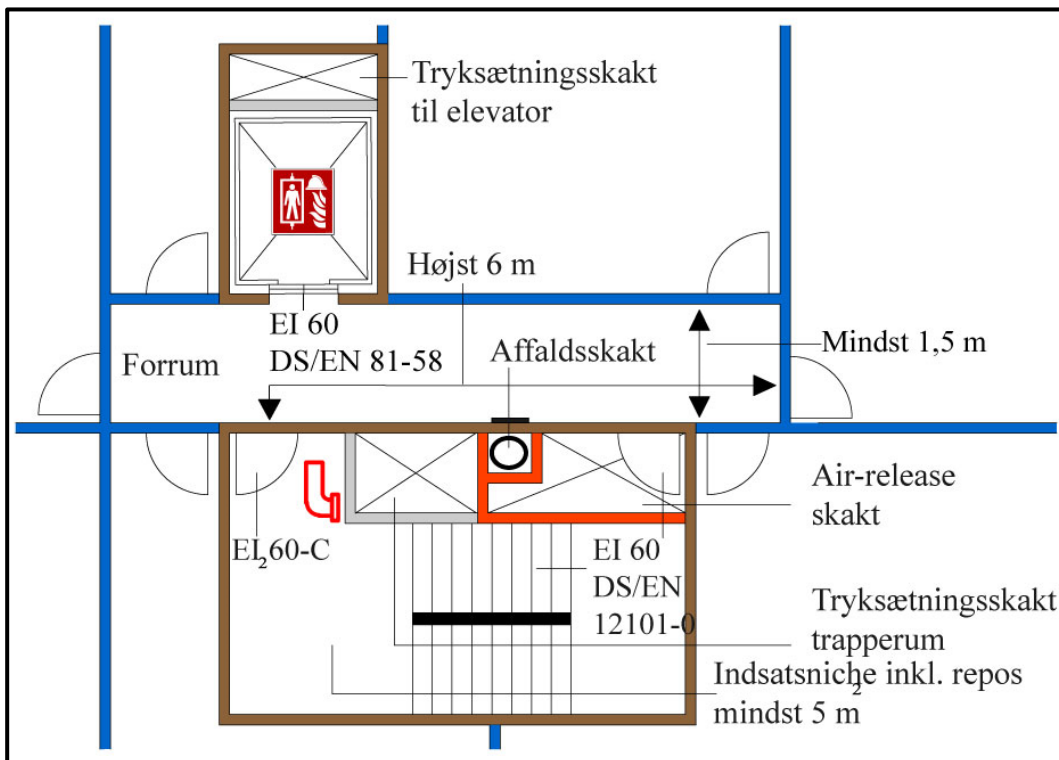 Tryksætningsskakt
til elevator
Højst 6 m
EI 60
DS/EN 81-58
Forrum
Affaldsskakt
Mindst 1,5 m
EI₂60-C
EI 60
DS/EN
12101-0
Air-release
skakt
Tryksætningsskakt
trapperum
Indsatsniche inkl. repos
mindst 5 m²